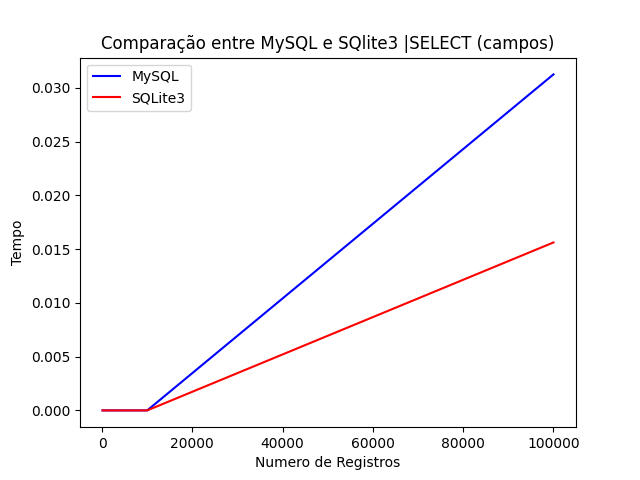 Comparação entre MySQL e SQlite3 |SELECT (campos)
MySQL
SQLite3
0.030
0.025
0.020
0.015
0.010
0.005
0.000
Tempo
0 20000 40000 60000 80000 100000
Numero de Registros